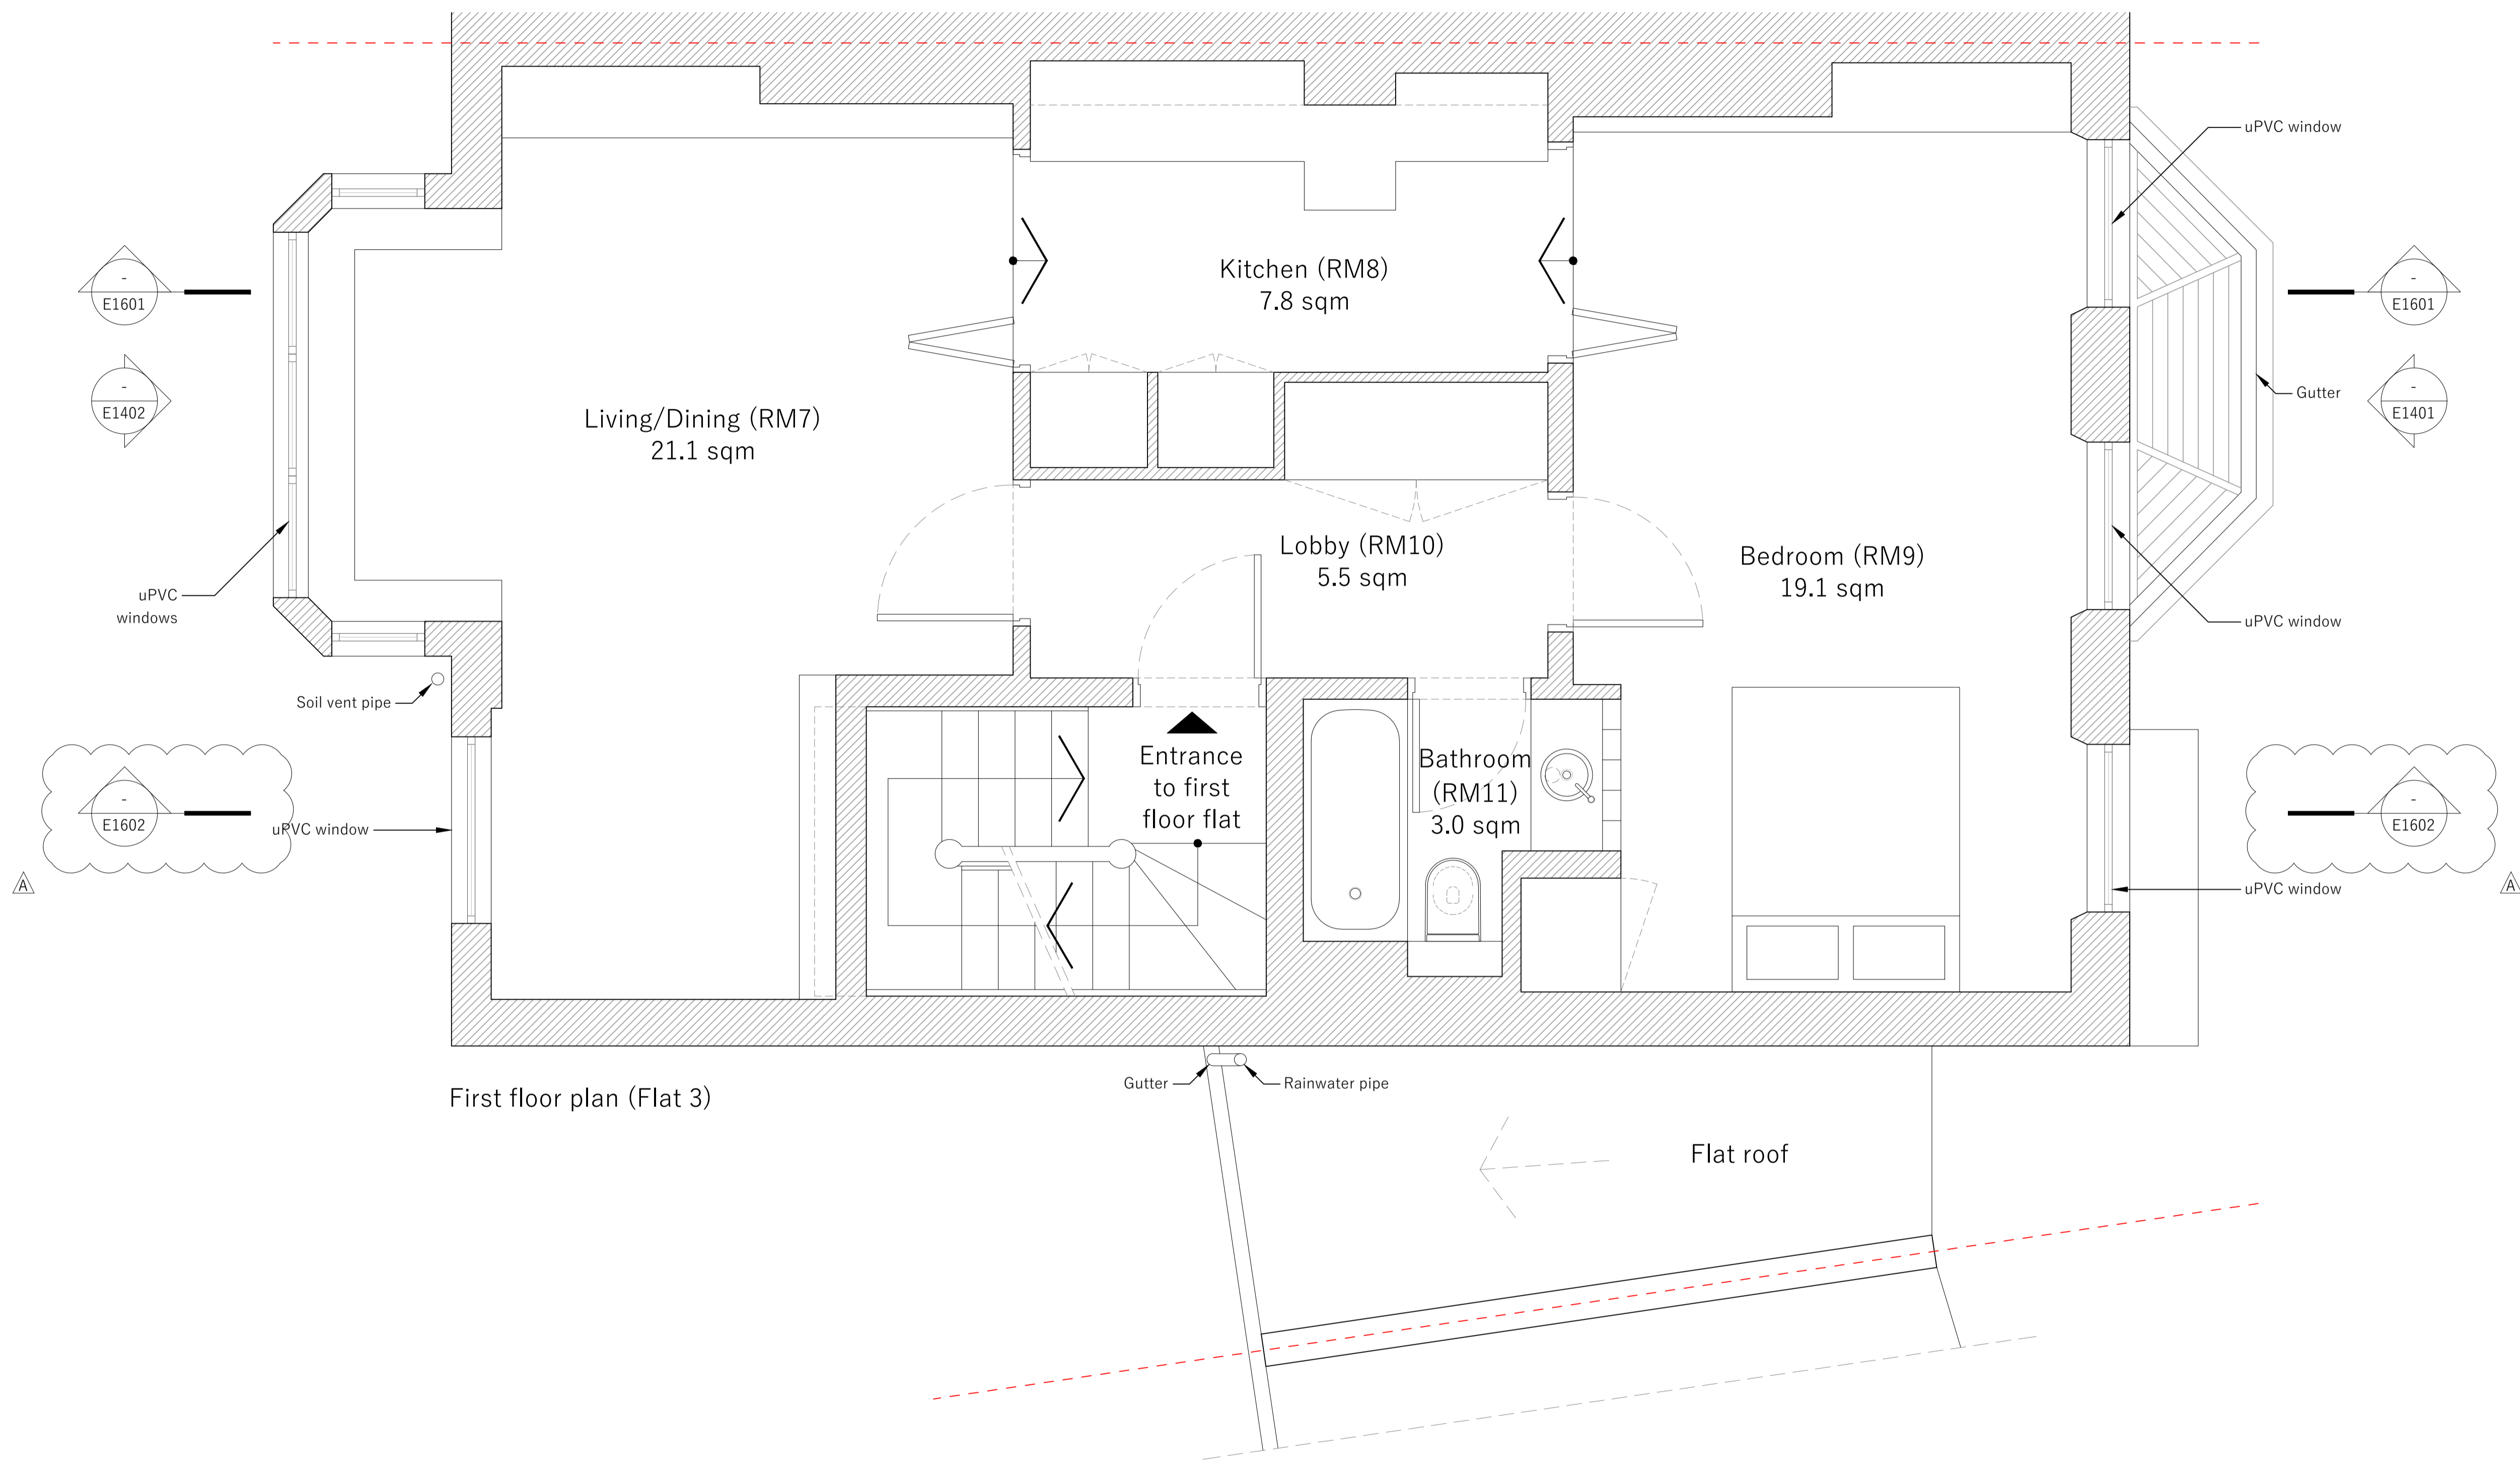 uPVC window
-
E1601
Kitchen (RM8)
7.8 sqm
-
E1601
-
E1402
Living/Dining (RM7)
21.1 sqm
Gutter
-
E1401
Lobby (RM10)
5.5 sqm
Bedroom (RM9)
19.1 sqm
uPVC
windows
uPVC window
Soil vent pipe
Entrance
to first
floor flat
Bathroom
(RM11)
3.0 sqm
-
E1602
uPVC window
-
E1602
A
uPVC window
A
Gutter
Rainwater pipe
First floor plan (Flat 3)
Flat roof